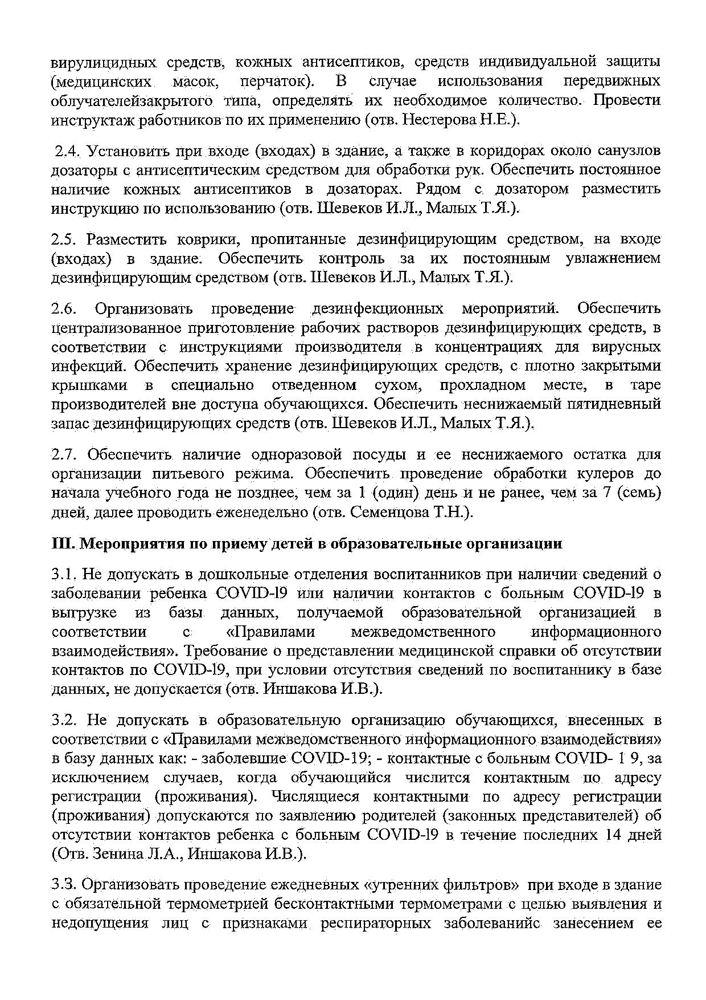 вирулицидных средств, кожных антисептиков, средств индивидуальной защиты
(медицинских масок, перчаток). В случае использования передвижных
облучателейзакрытого типа, определять их необходимое количество. Провести
инструктаж работников по их применению (отв. Нестерова Н.Е.).
2.4. Установить при входе (входах) в здание, а также в коридорах около санузлов
дозаторы с антисептическим средством для обработки рук. Обеспечить постоянное
наличие кожных антисептиков в дозаторах. Рядом с дозатором разместить
инструкцию по использованию (отв. Шевеков И.Л., Малых Т.Я.).
2.5. Разместить коврики, пропитанные дезинфицирующим средством, на входе
(входах) в здание. Обеспечить контроль за их постоянным увлажнением
дезинфицирующим средством (отв. Шевеков И.Л., Малых Т.Я.).
2.6. Организовать проведение дезинфекционных мероприятий. Обеспечить
централизованное приготовление рабочих растворов дезинфицирующих средств, в
соответствии с инструкциями производителя в концентрациях для вирусных
инфекций. Обеспечить хранение дезинфицирующих средств, с плотно закрытыми
крышками в специально отведенном сухом, прохладном месте, в таре
производителей вне доступа обучающихся. Обеспечить неснижаемый пятидневный
запас дезинфицирующих средств (отв. Шевеков И.Л., Малых Т.Я.).
2.7. Обеспечить наличие одноразовой посуды и ее неснижаемого остатка для
организации питьевого режима. Обеспечить проведение обработки кулеров до
начала учебного года не позднее, чем за 1 (один) день и не ранее, чем за 7 (семь)
дней, далее проводить еженедельно (отв. Семенцова Т.Н.).
III. Мероприятия по приему детей в образовательные организации
3.1. Не допускать в дошкольные отделения воспитанников при наличии сведений о
заболевании ребенка COVID-19 или наличии контактов с больным COVID-19 в
выгрузке из базы данных, получаемой образовательной организацией в
соответствии с «Правилами межведомственного информационного
взаимодействия». Требование о представлении медицинской справки об отсутствии
контактов по COVID-19, при условии отсутствия сведений по воспитаннику в базе
данных, не допускается (отв. Иншакова И.В.).
3.2. Не допускать в образовательную организацию обучающихся, внесенных в
соответствии с «Правилами межведомственного информационного взаимодействия»
в базу данных как: - заболевшие COVID-19; - контактные с больным COVID- 1 9, за
исключением случаев, когда обучающийся числится контактным по адресу
регистрации (проживания). Числящиеся контактными по адресу регистрации
(проживания) допускаются по заявлению родителей (законных представителей) об
отсутствии контактов ребенка с больным COVID-19 в течение последних 14 дней
(Отв. Зенина Л.А., Иншакова И.В.).
3.3. Организовать проведение ежедневных «утренних фильтров» при входе в здание
с обязательной термометрией бесконтактными термометрами с целью выявления и
недопущения лиц с признаками респираторных заболеванийс занесением ее